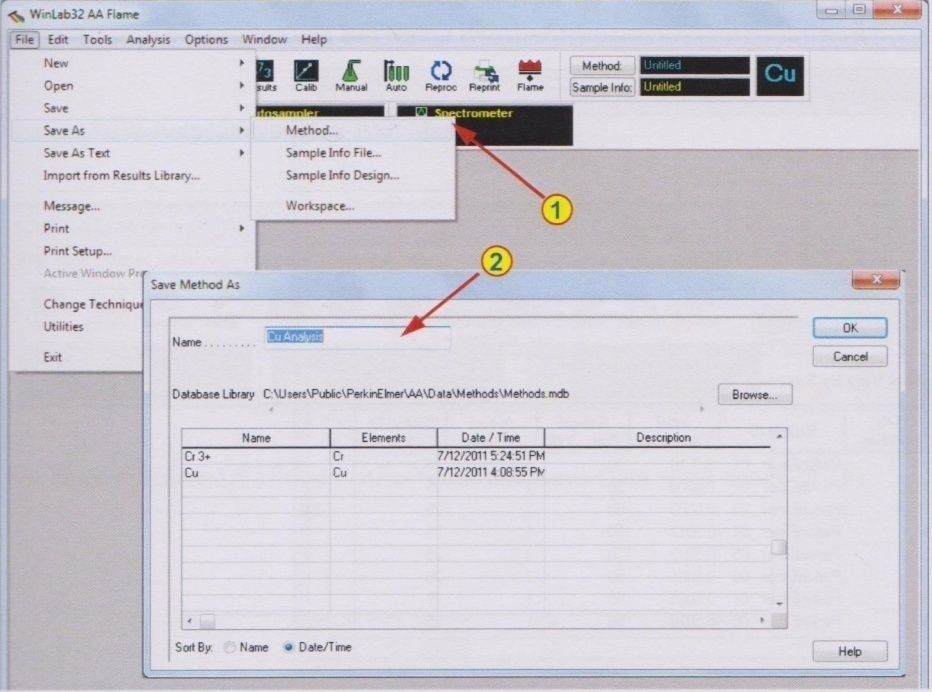 WinLab32 AA Flame
File Edit Tools Analysis Options Window Help
New
Open
Save
Save As
Save As Text
Import from Results Library...
Message...
Print
Print Setup...
Active Window Pre
Change Technique
Utilities
Exit
Calib Manual Auto Reproc Reprint Flame
Method: Untitled
Sample Info: Untitled
Cu
Spectrometer
Method...
Sample Info File...
Sample Info Design...
Workspace...
1
2
Save Method As
Name......... Cu Analysis
OK
Cancel
Database Library C:\Users\Public\PerkinElmer\AA\Data\Methods\Methods.mdb
Browse...
Name Elements Date / Time Description
Cr 3+ Cr 7/12/2011 5:24:51 PM
Cu Cu 7/12/2011 4:08:55 PM
Sort By: Name Date/Time
Help